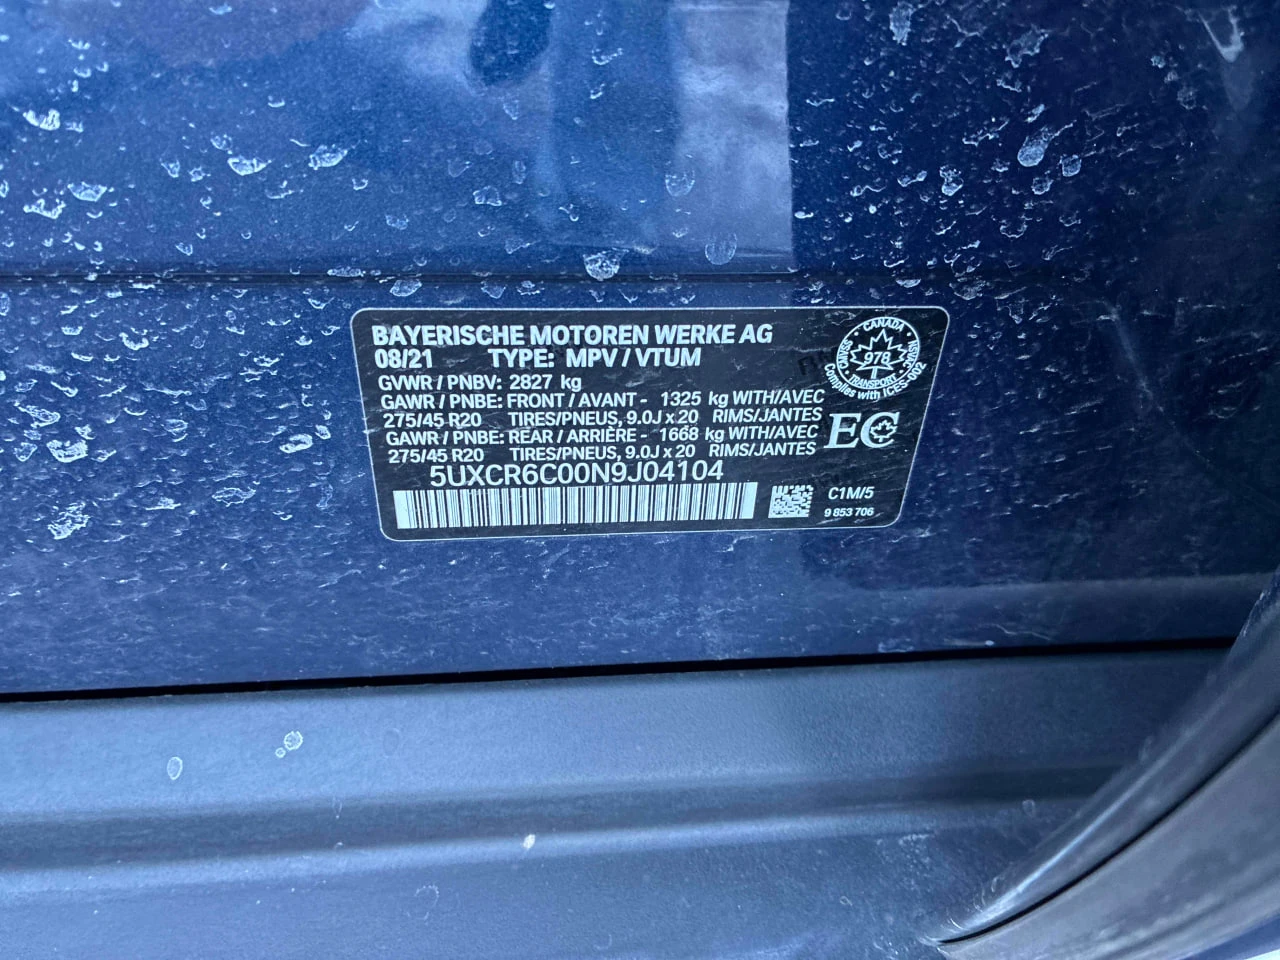 BAYERISCHE MOTOREN WERKE AG
08/21 TYPE: MPV / VTUM
GVWR / PNBV: 2827 kg
GAWR / PNBE: FRONT / AVANT - 1325 kg WITH/AVEC
275/45 R20 TIRES/PNEUS, 9.0J x 20 RIMS/JANTES
GAWR / PNBE: REAR / ARRIÈRE - 1668 kg WITH/AVEC
275/45 R20 TIRES/PNEUS, 9.0J x 20 RIMS/JANTES
5UXCR6C00N9J04104
CANADA
978
TRANSPORT
Complies with ICES-002
EC
C1M/5
9 853 706